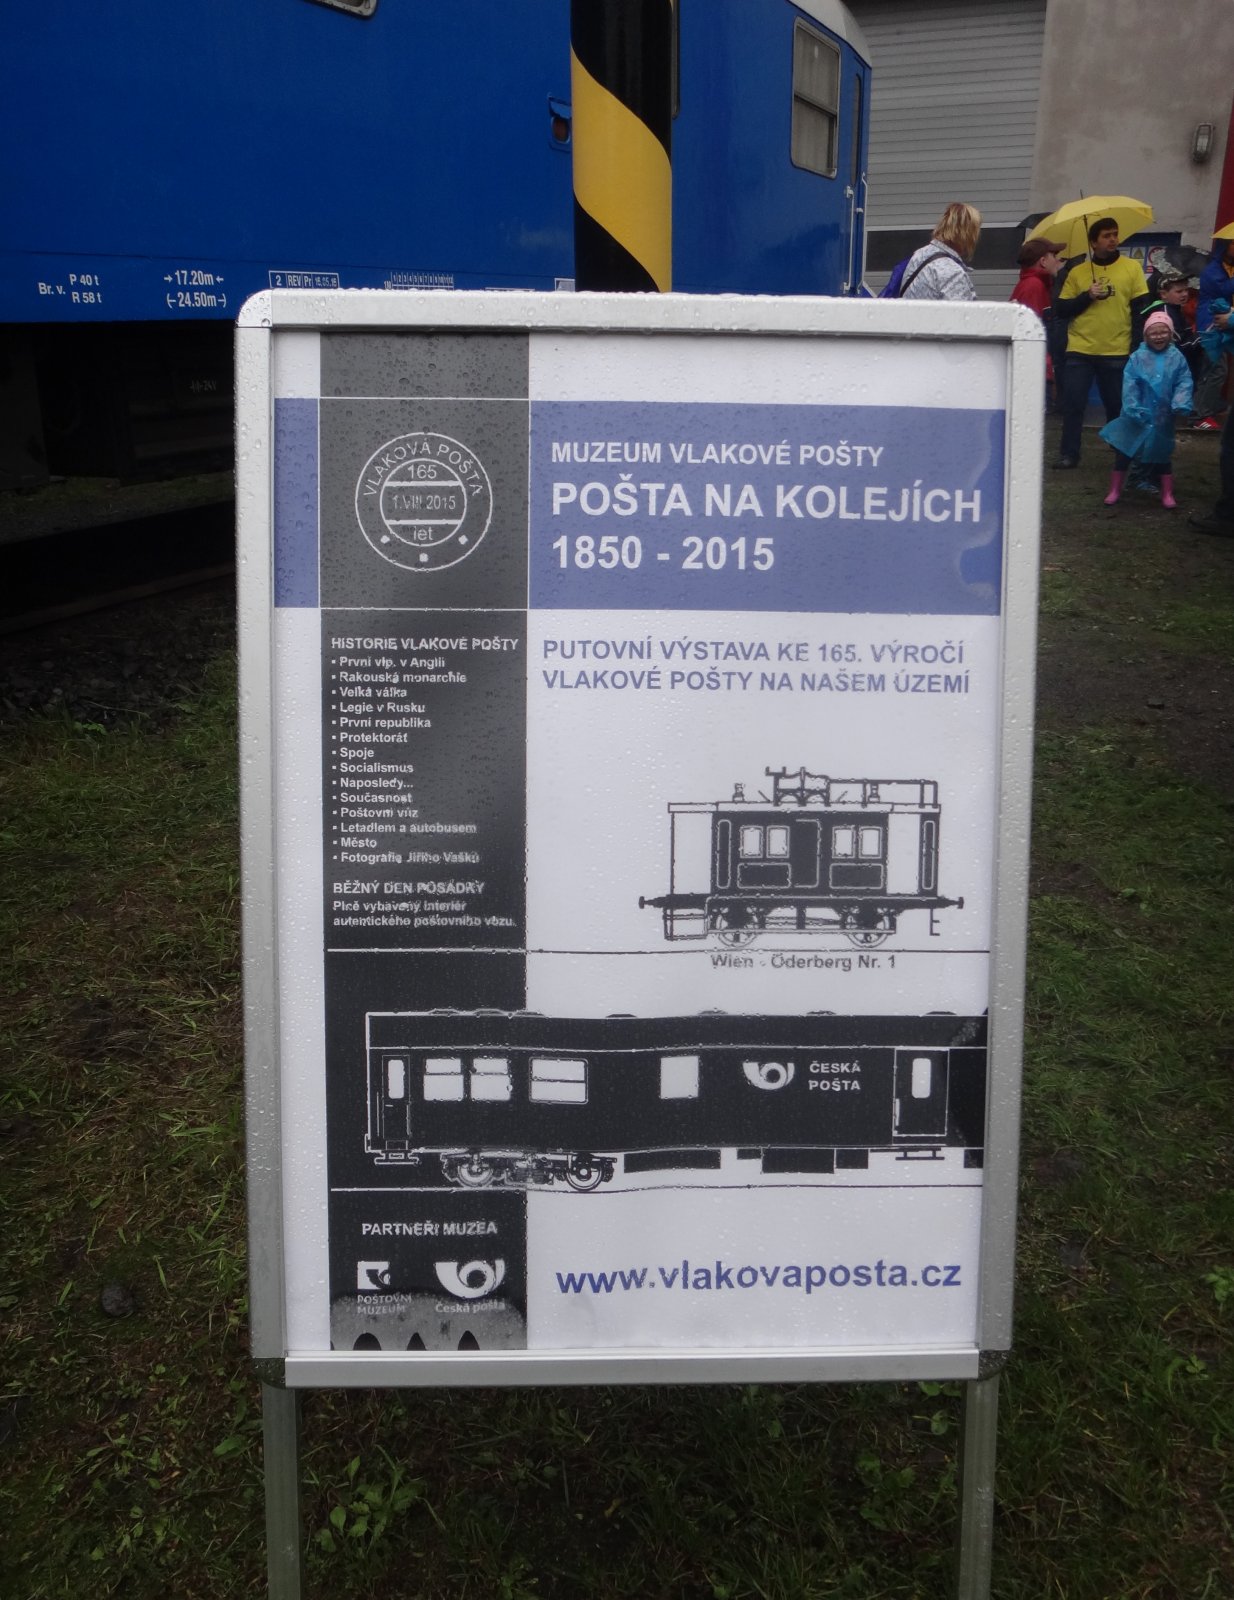 Br. v. P 40 t
R 58 t
17.20m
(-24.50m-)
2 REV Pr
VLAKOVÁ POŠTA
165
1.VIII 2015
let
MUZEUM VLAKOVÉ POŠTY
POŠTA NA KOLEJÍCH
1850 - 2015
HISTORIE VLAKOVÉ POŠTY
▪ První vlp. v Anglii
▪ Rakouská monarchie
▪ Velká válka
▪ Legie v Rusku
▪ První republika
▪ Protektorát
▪ Spoje
▪ Socialismus
▪ Naposledy...
▪ Současnost
▪ Poštovní vůz
▪ Letadlem a autobusem
▪ Město
▪ Fotografie Jiřího Vašků
BĚŽNÝ DEN POSÁDKY
Plně vybavený interiér
autentického poštovního vozu.
PUTOVNÍ VÝSTAVA KE 165. VÝROČÍ
VLAKOVÉ POŠTY NA NAŠEM ÚZEMÍ
Wien - Oderberg Nr. 1
ČESKÁ
POŠTA
PARTNEŘI MUZEA
POŠTOVNÍ
MUZEUM
Česká pošta
www.vlakovaposta.cz